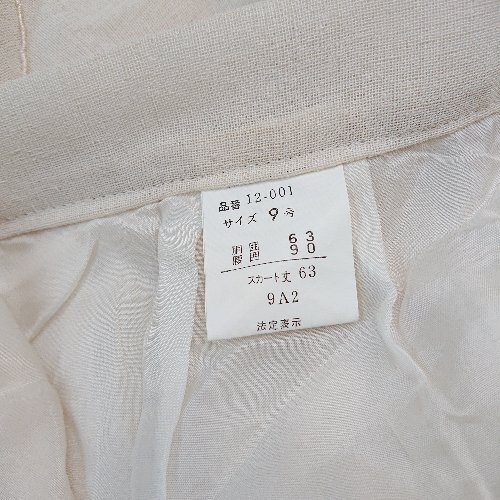 品番 12-001
サイズ 9 号
胴囲 63
腰囲 90
スカート丈 63
9A2
法定表示